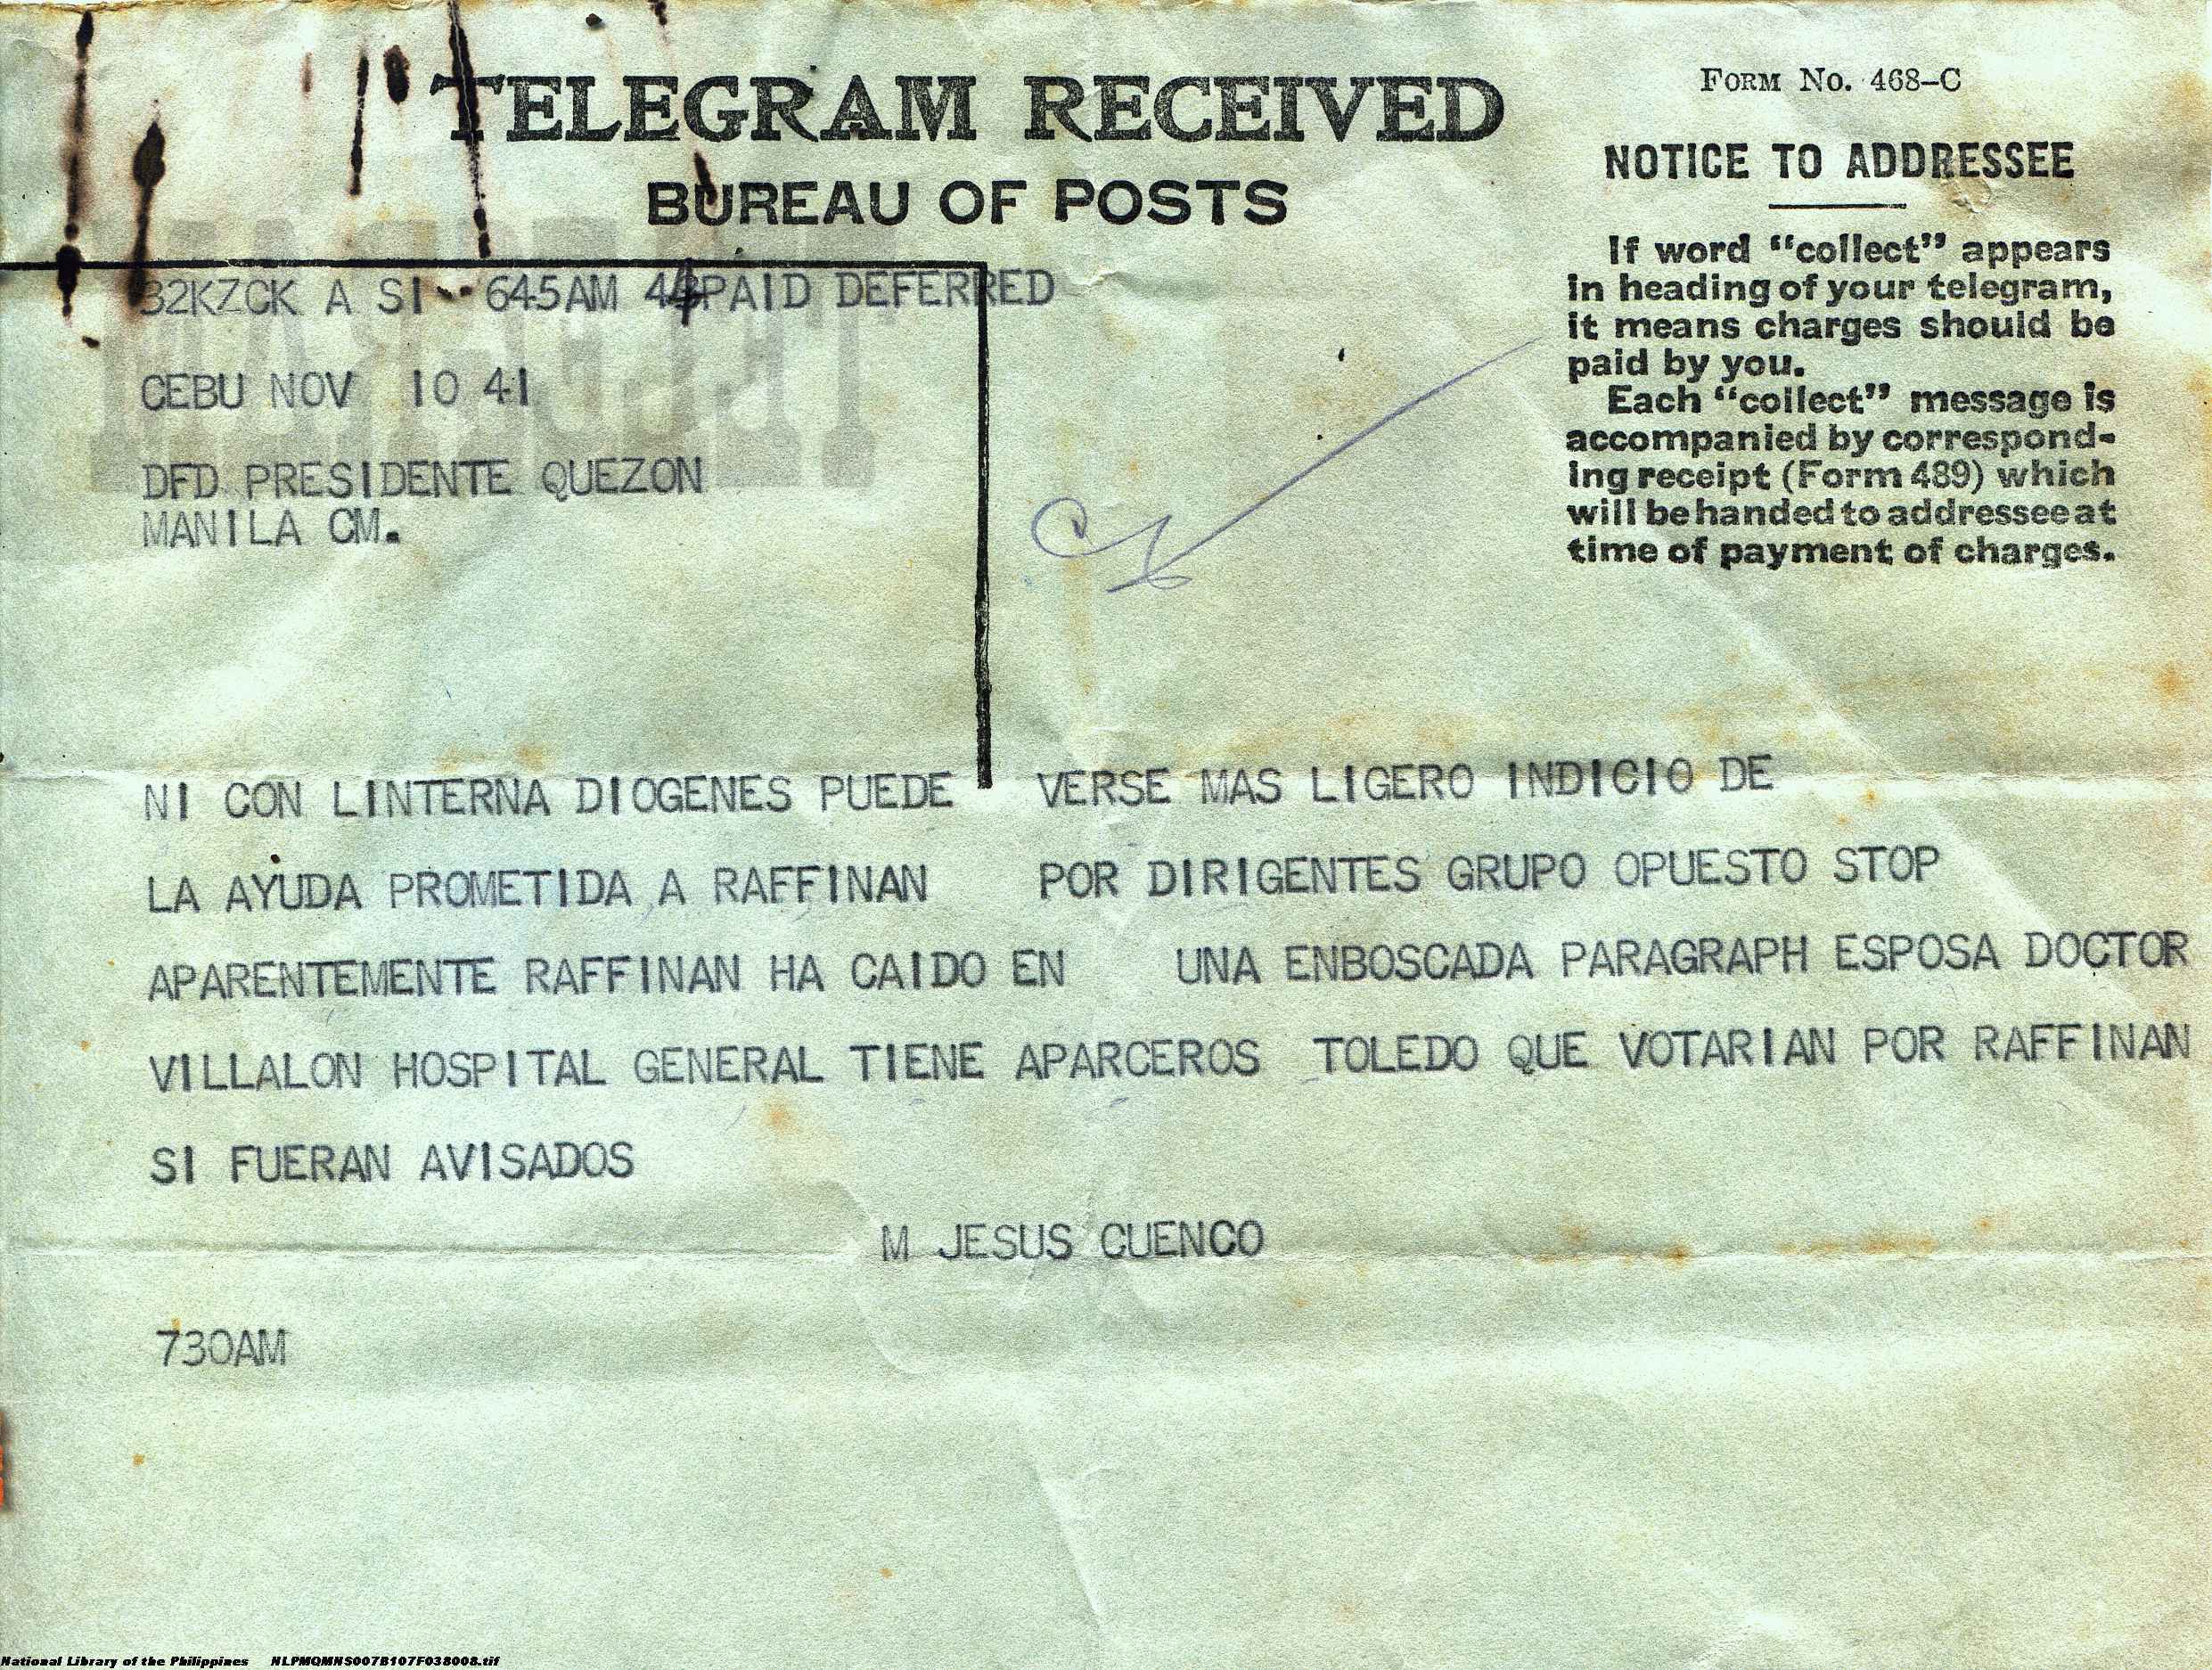 TELEGRAM RECEIVED
BUREAU OF POSTS
FORM No. 468-C
NOTICE TO ADDRESSEE
If word "collect" appears
in heading of your telegram,
it means charges should be
paid by you.
Each "collect" message is
accompanied by correspond-
ing receipt (Form 489) which
will be handed to addressee at
time of payment of charges.
32KZCK A SI 645AM PAID DEFERRED
CEBU NOV 10 41
DFD PRESIDENTE QUEZON
MANILA CM.
NI CON LINTERNA DIOGENES PUEDE VERSE MAS LIGERO INDICIO DE
LA AYUDA PROMETIDA A RAFFINAN POR DIRIGENTES GRUPO OPUESTO STOP
APARENTEMENTE RAFFINAN HA CAIDO EN UNA ENBOSCADA PARAGRAPH ESPOSA DOCTOR
VILLALON HOSPITAL GENERAL TIENE APARCEROS TOLEDO QUE VOTARIAN POR RAFFINAN
SI FUERAN AVISADOS
M JESUS CUENCO
730AM
National Library of the Philippines NLPMQMNS007B107F038008.tif